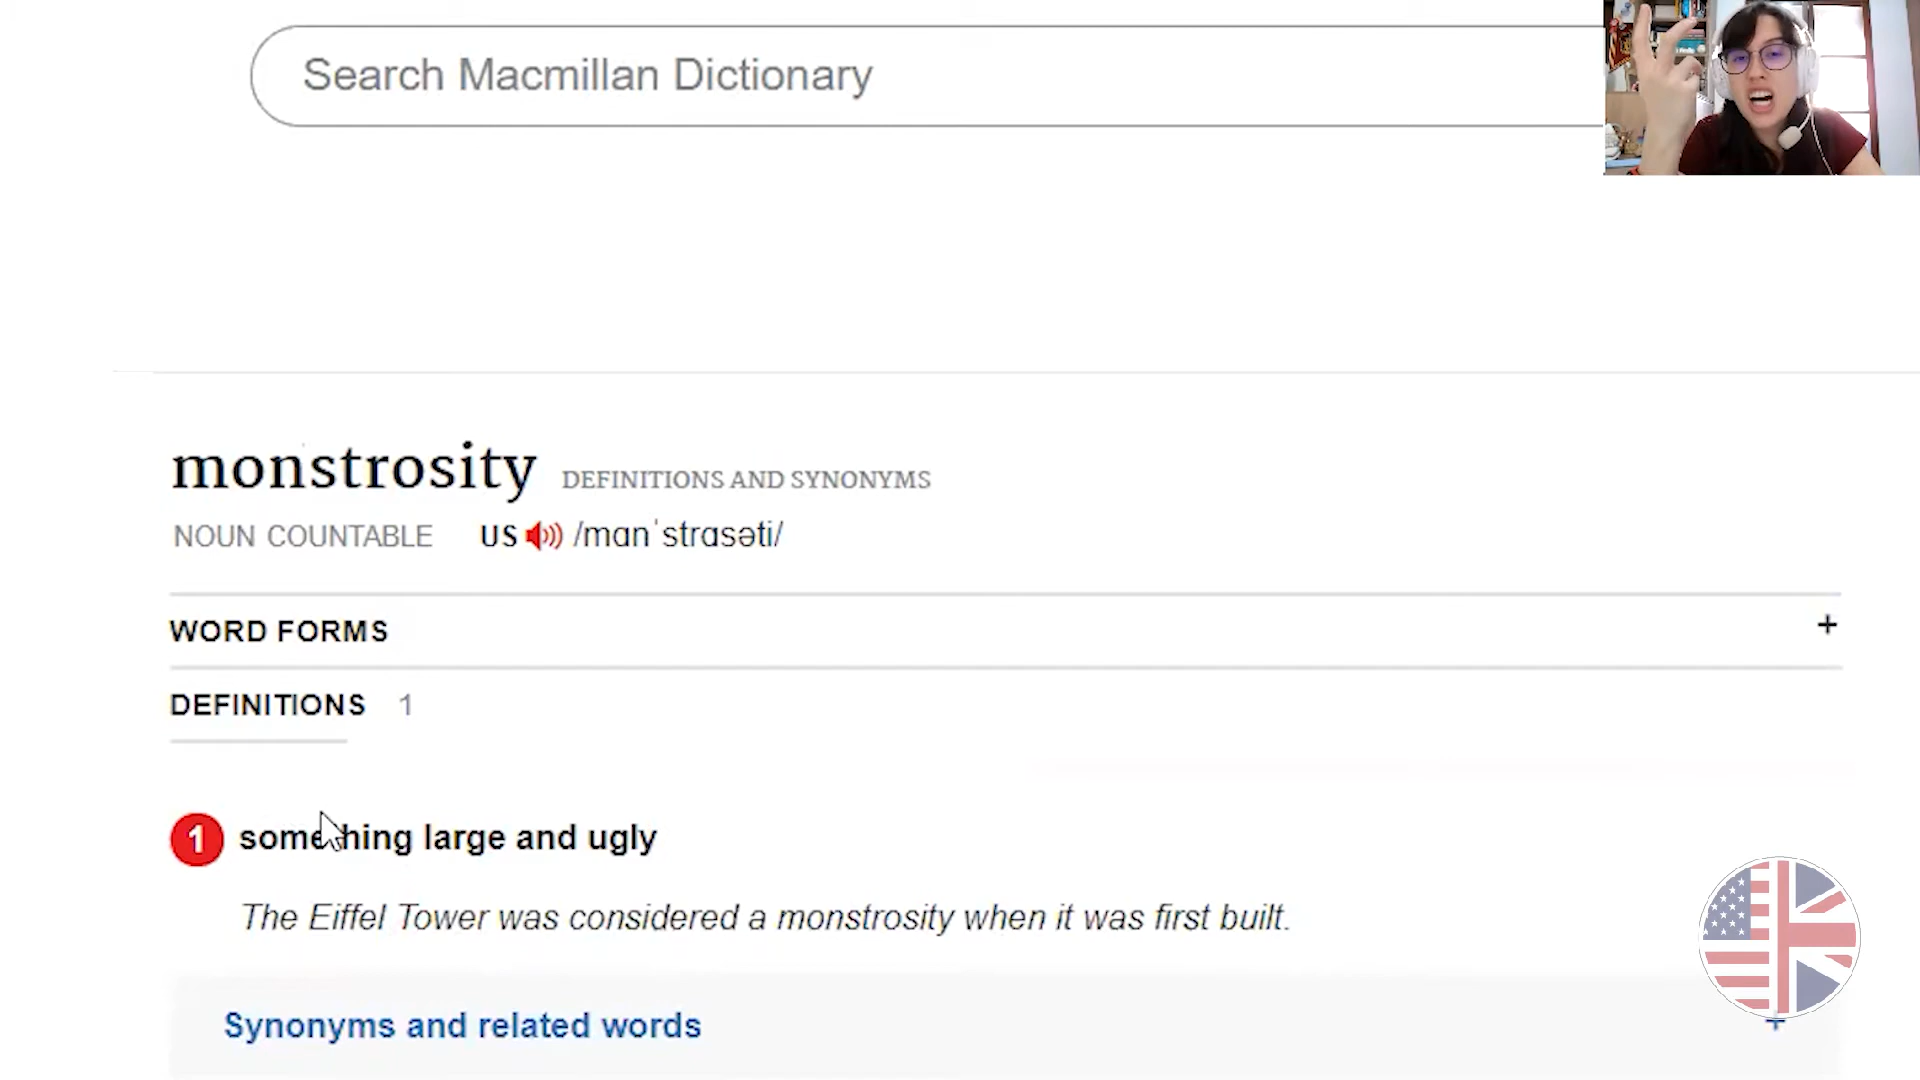 Search Macmillan Dictionary
monstrosity DEFINITIONS AND SYNONYMS
NOUN COUNTABLE US /mɑnˈstrɑsəti/
WORD FORMS +
DEFINITIONS 1
1 something large and ugly
The Eiffel Tower was considered a monstrosity when it was first built.
Synonyms and related words +